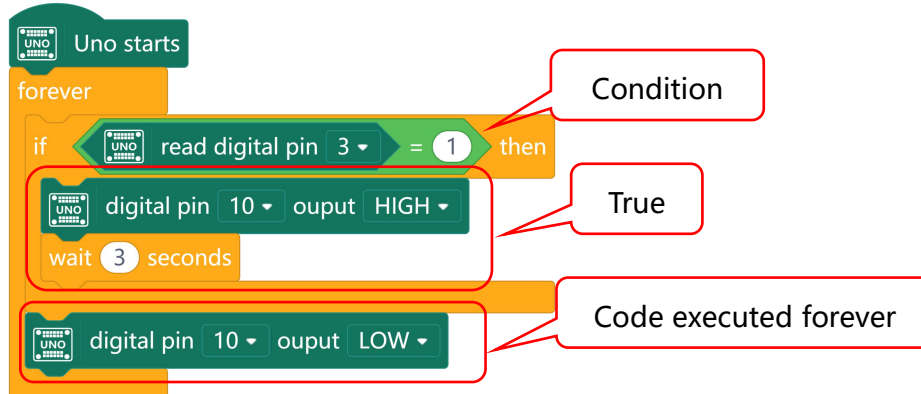 UNO Uno starts
forever
Condition
if UNO read digital pin 3 = 1 then
UNO digital pin 10 ouput HIGH
True
wait 3 seconds
Code executed forever
UNO digital pin 10 ouput LOW